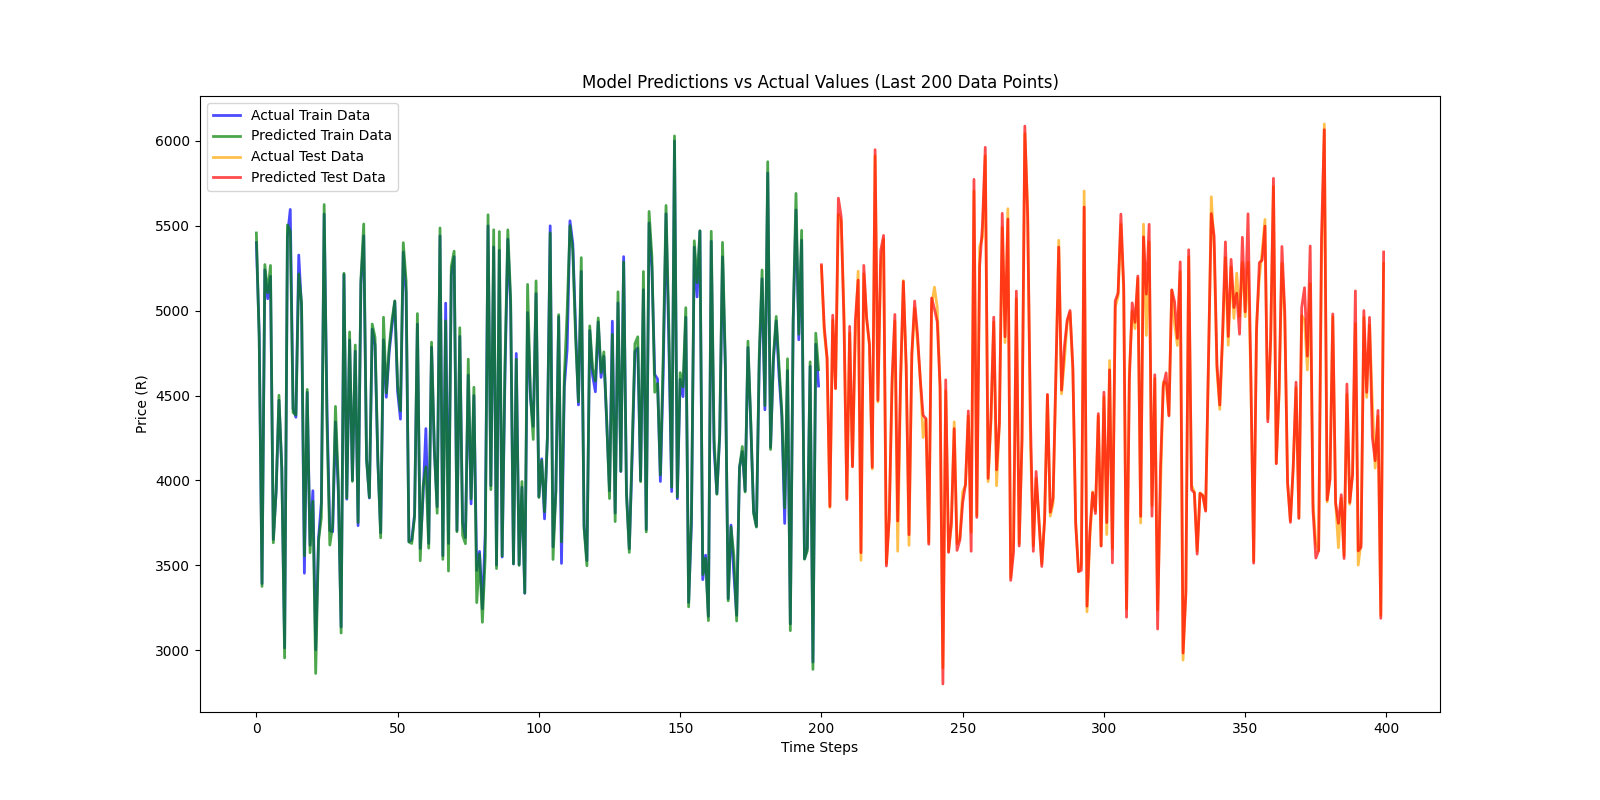 Model Predictions vs Actual Values (Last 200 Data Points)
Actual Train Data
Predicted Train Data
Actual Test Data
Predicted Test Data
Price (R)
6000
5500
5000
4500
4000
3500
3000
0 50 100 150 200 250 300 350 400
Time Steps